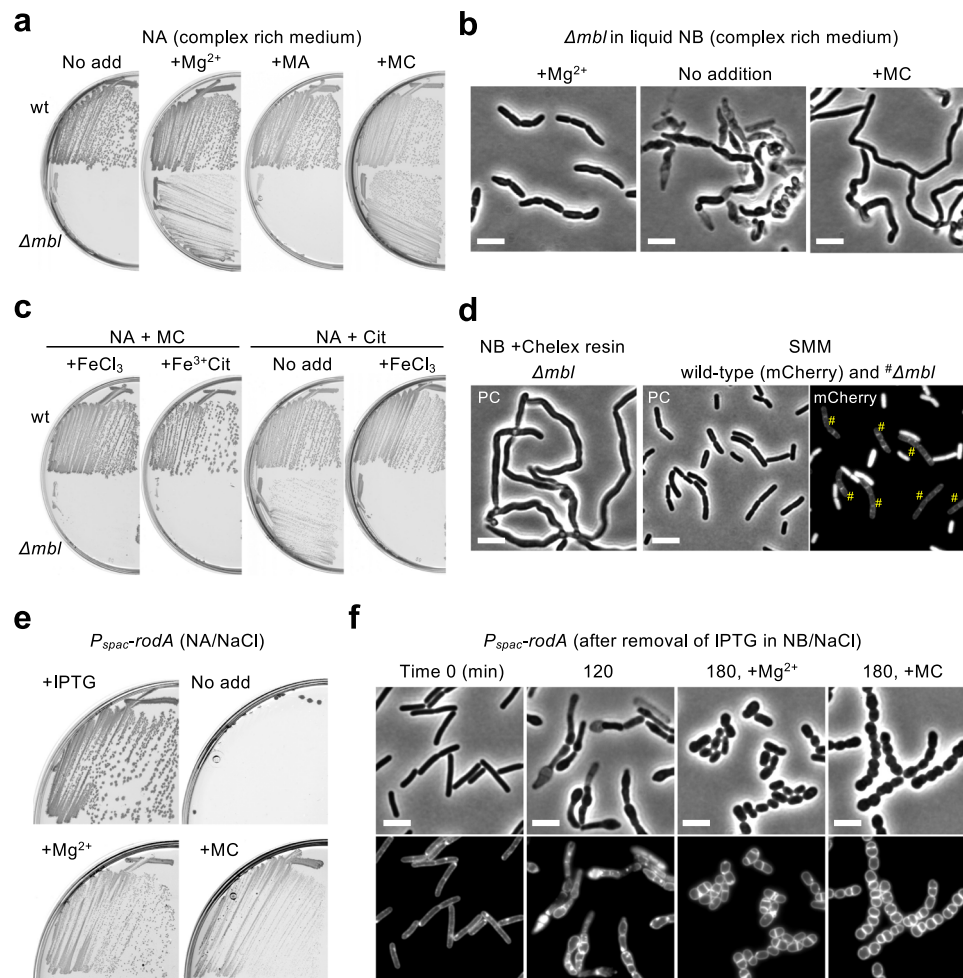 a
NA (complex rich medium)
No add
+Mg²⁺
+MA
+MC
wt
Δmbl
b
Δmbl in liquid NB (complex rich medium)
+Mg²⁺
No addition
+MC
c
NA + MC
NA + Cit
+FeCl₃
+Fe³⁺Cit
No add
+FeCl₃
wt
Δmbl
d
NB +Chelex resin
Δmbl
SMM
wild-type (mCherry) and #Δmbl
PC
PC
mCherry
#
#
#
#
#
#
#
e
P_spac-rodA (NA/NaCl)
+IPTG
No add
+Mg²⁺
+MC
f
P_spac-rodA (after removal of IPTG in NB/NaCl)
Time 0 (min)
120
180, +Mg²⁺
180, +MC